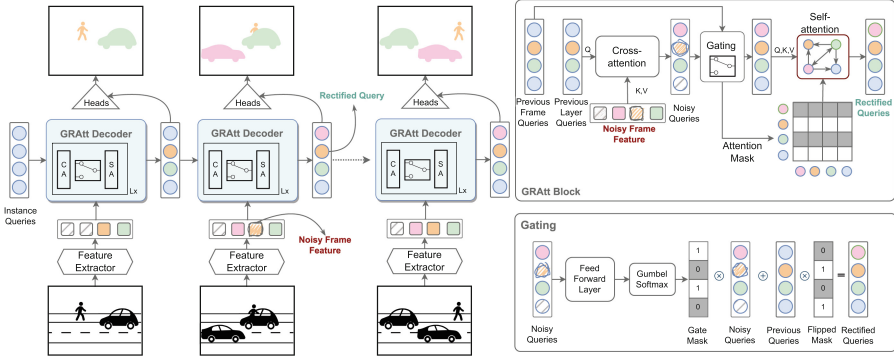 Heads
Heads
Heads
Rectified Query
GRAtt Decoder
GRAtt Decoder
GRAtt Decoder
C
A
S
A
Lx
C
A
S
A
Lx
C
A
S
A
Lx
Instance
Queries
Noisy Frame
Feature
Feature
Extractor
Feature
Extractor
Feature
Extractor
Self-
attention
Q
Cross-
attention
Gating
Q,K,V
K,V
Previous
Frame
Queries
Previous
Layer
Queries
Noisy Frame
Feature
Noisy
Queries
Attention
Mask
Rectified
Queries
GRAtt Block
Gating
Feed
Forward
Layer
Gumbel
Softmax
1
0
1
0
0
1
0
1
=
Noisy
Queries
Gate
Mask
Noisy
Queries
Previous
Queries
Flipped
Mask
Rectified
Queries